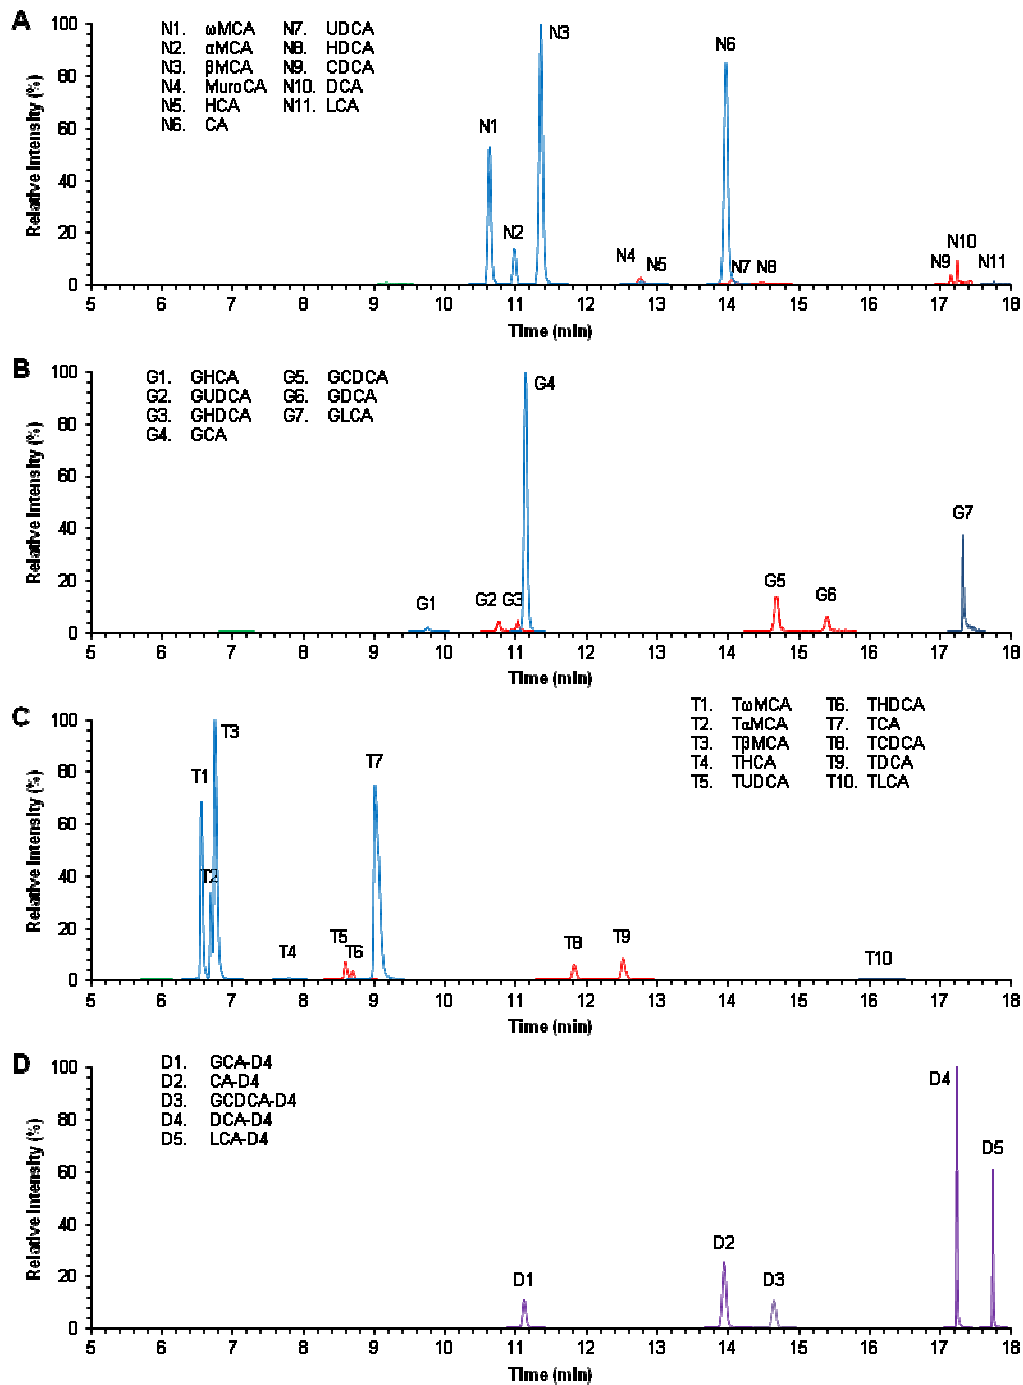 A
N1. ωMCA N7. UDCA
N2. αMCA N8. HDCA
N3. βMCA N9. CDCA
N4. MuroCA N10. DCA
N5. HCA N11. LCA
N6. CA
Relative Intensity (%)
100
80
60
40
20
0
N1
N2
N3
N4
N5
N6
N7
N8
N9
N10
N11
5 6 7 8 9 10 11 12 13 14 15 16 17 18
Time (min)
B
G1. GHCA G5. GCDCA
G2. GUDCA G6. GDCA
G3. GHDCA G7. GLCA
G4. GCA
Relative Intensity (%)
100
80
60
40
20
0
G1
G2
G3
G4
G5
G6
G7
5 6 7 8 9 10 11 12 13 14 15 16 17 18
Time (min)
C
T1. TωMCA T6. THDCA
T2. TαMCA T7. TCA
T3. TβMCA T8. TCDCA
T4. THCA T9. TDCA
T5. TUDCA T10. TLCA
Relative Intensity (%)
100
80
60
40
20
0
T1
T2
T3
T4
T5
T6
T7
T8
T9
T10
5 6 7 8 9 10 11 12 13 14 15 16 17 18
Time (min)
D
D1. GCA-D4
D2. CA-D4
D3. GCDCA-D4
D4. DCA-D4
D5. LCA-D4
Relative Intensity (%)
100
80
60
40
20
0
D1
D2
D3
D4
D5
5 6 7 8 9 10 11 12 13 14 15 16 17 18
Time (min)